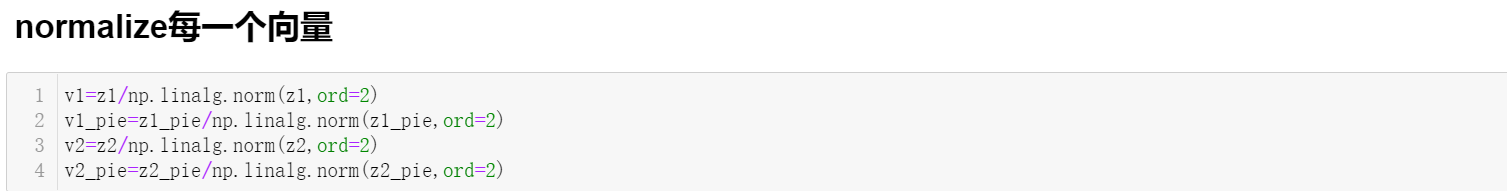 normalize每一个向量
1 v1=z1/np.linalg.norm(z1,ord=2)
2 v1_pie=z1_pie/np.linalg.norm(z1_pie,ord=2)
3 v2=z2/np.linalg.norm(z2,ord=2)
4 v2_pie=z2_pie/np.linalg.norm(z2_pie,ord=2)